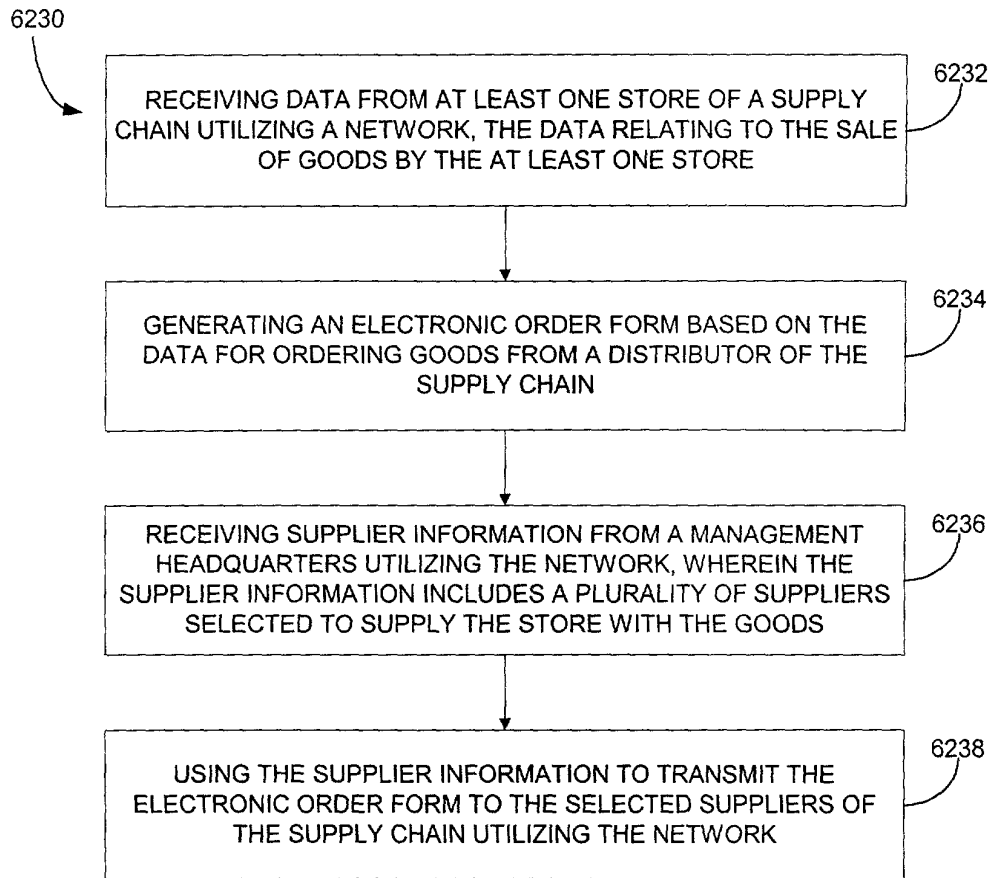 6230
6232
RECEIVING DATA FROM AT LEAST ONE STORE OF A SUPPLY
CHAIN UTILIZING A NETWORK, THE DATA RELATING TO THE SALE
OF GOODS BY THE AT LEAST ONE STORE
6234
GENERATING AN ELECTRONIC ORDER FORM BASED ON THE
DATA FOR ORDERING GOODS FROM A DISTRIBUTOR OF THE
SUPPLY CHAIN
6236
RECEIVING SUPPLIER INFORMATION FROM A MANAGEMENT
HEADQUARTERS UTILIZING THE NETWORK, WHEREIN THE
SUPPLIER INFORMATION INCLUDES A PLURALITY OF SUPPLIERS
SELECTED TO SUPPLY THE STORE WITH THE GOODS
6238
USING THE SUPPLIER INFORMATION TO TRANSMIT THE
ELECTRONIC ORDER FORM TO THE SELECTED SUPPLIERS OF
THE SUPPLY CHAIN UTILIZING THE NETWORK